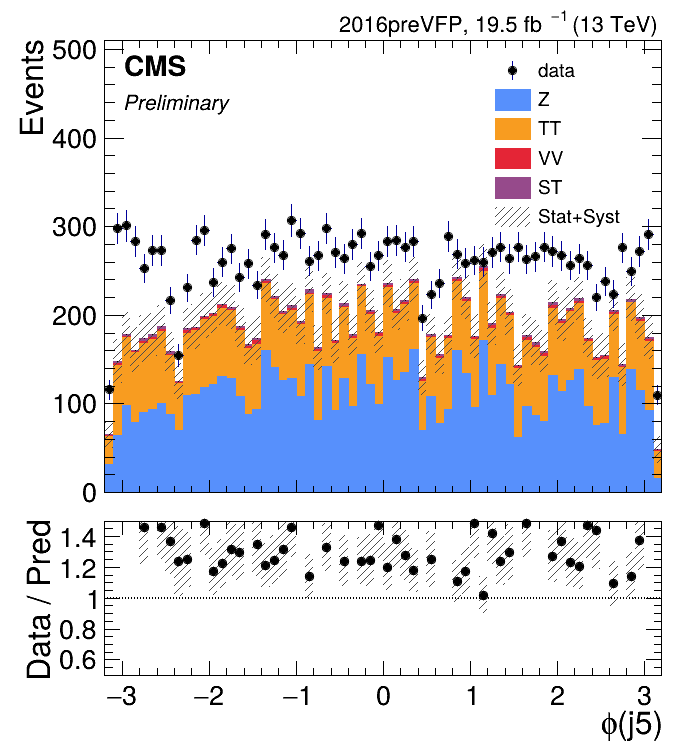 2016preVFP, 19.5 fb⁻¹ (13 TeV)
Events
500
400
300
200
100
0
CMS
Preliminary
data
Z
TT
VV
ST
Stat+Syst
Data / Pred
1.4
1.2
1
0.8
0.6
−3 −2 −1 0 1 2 3
ϕ(j5)